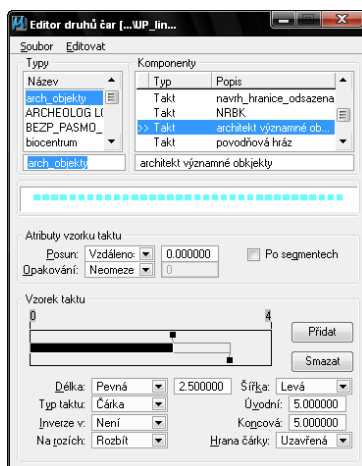 Editor druhů čar [...\UP_lin...
Soubor Editovat
Typy
Název
arch_objekty
ARCHEOLOG L(
BEZP_PASMO_
biocentrum
arch_objekty
Komponenty
Typ Popis
Takt navrh_hranice_odsazena
Takt NRBK
>> Takt architekt významné ob...
Takt povodňová hráz
architekt významné obkjekty
Atributy vzorku taktu
Posun: Vzdáleno: 0.000000 Po segmentech
Opakování: Neomeze 0
Vzorek taktu
0 4
Přidat
Smazat
Délka: Pevná 2.500000 Šířka: Levá
Typ taktu: Čárka Úvodní: 5.000000
Inverze v: Není Koncová: 5.000000
Na rozích: Rozbít Hrana čárky: Uzavřená